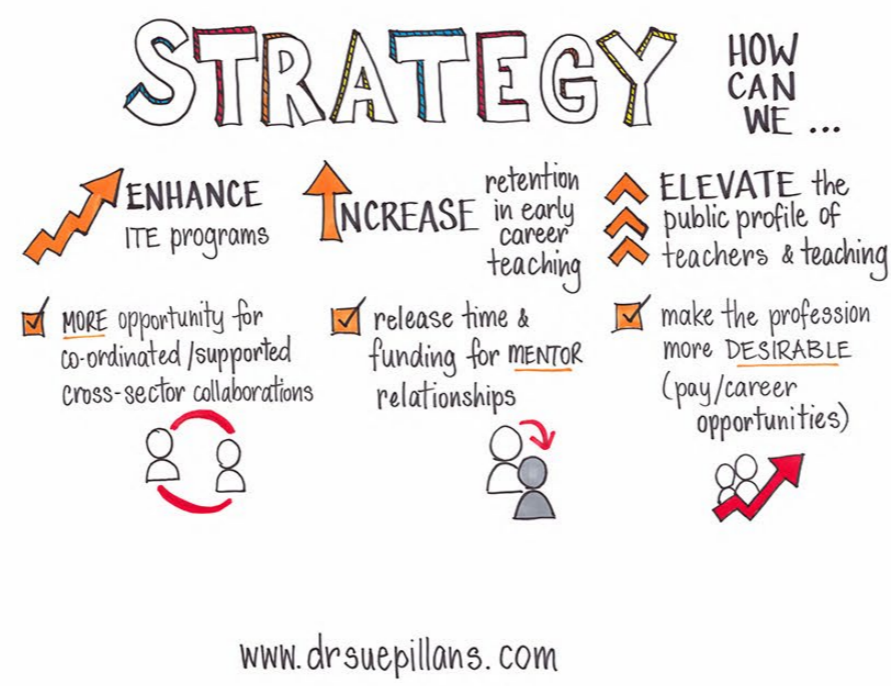 STRATEGY
HOW
CAN
WE ...
ENHANCE
ITE programs
INCREASE
retention
in early
career
teaching
ELEVATE the
public profile of
teachers & teaching
MORE opportunity for
co-ordinated/supported
cross-sector collaborations
release time &
funding for MENTOR
relationships
make the profession
more DESIRABLE
(pay/career
opportunities)
www.drsuepillans.com